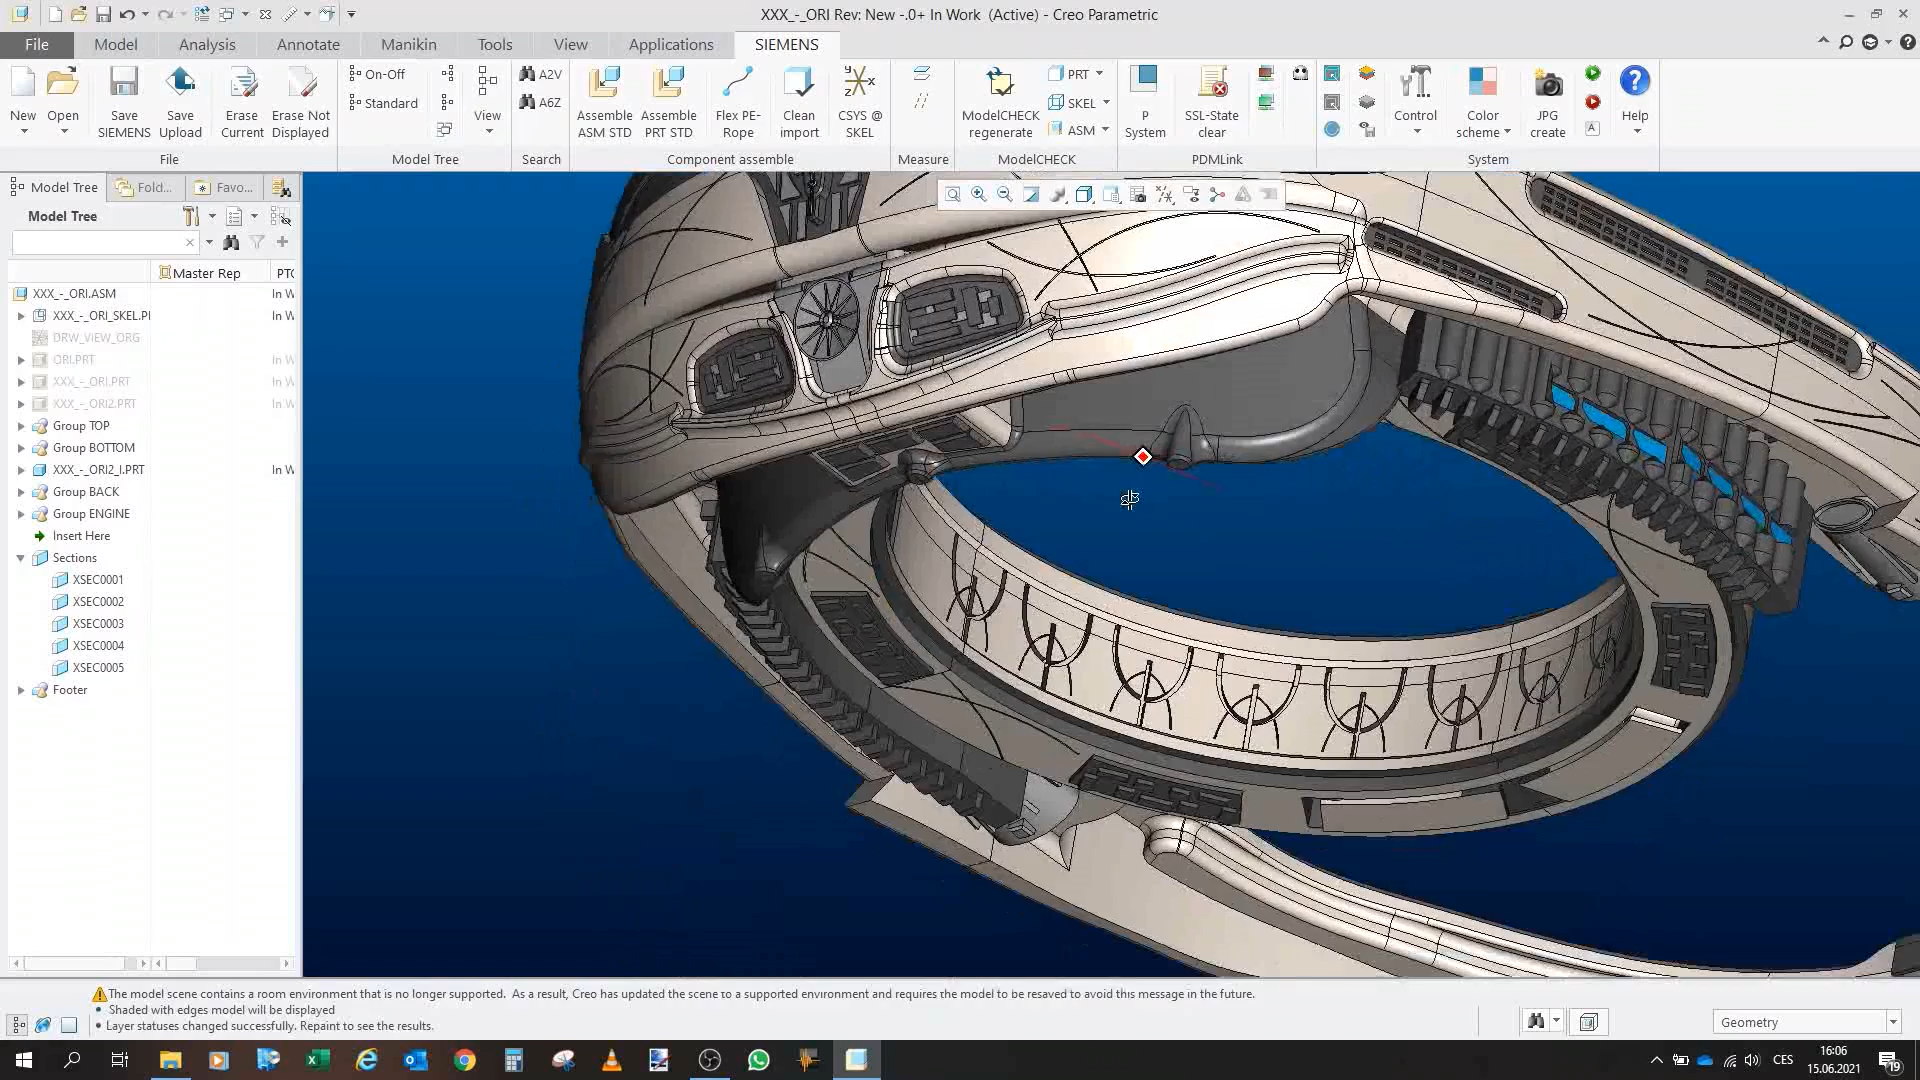 XXX_-_ORI Rev: New -.0+ In Work (Active) - Creo Parametric
File Model Analysis Annotate Manikin Tools View Applications SIEMENS
On-Off A2V PRT
Standard A6Z SKEL
New Open Save SIEMENS Save Upload Erase Current Erase Not Displayed View Assemble ASM STD Assemble PRT STD Flex PE-Rope Clean import CSYS @ SKEL ModelCHECK regenerate ASM P System SSL-State clear Control Color scheme JPG create A Help
File Model Tree Search Component assemble Measure ModelCHECK PDMLink System
Model Tree Fold... Favo...
Model Tree
Master Rep PTC
XXX_-_ORI.ASM In W
XXX_-_ORI_SKEL.PI In W
DRW_VIEW_ORG
ORI.PRT In W
XXX_-_ORI.PRT In W
XXX_-_ORI2.PRT In W
Group TOP
Group BOTTOM
XXX_-_ORI2_I.PRT In W
Group BACK
Group ENGINE
Insert Here
Sections
XSEC0001
XSEC0002
XSEC0003
XSEC0004
XSEC0005
Footer
The model scene contains a room environment that is no longer supported. As a result, Creo has updated the scene to a supported environment and requires the model to be resaved to avoid this message in the future.
• Shaded with edges model will be displayed
• Layer statuses changed successfully. Repaint to see the results.
Geometry
CES 16:06
15.06.2021 19